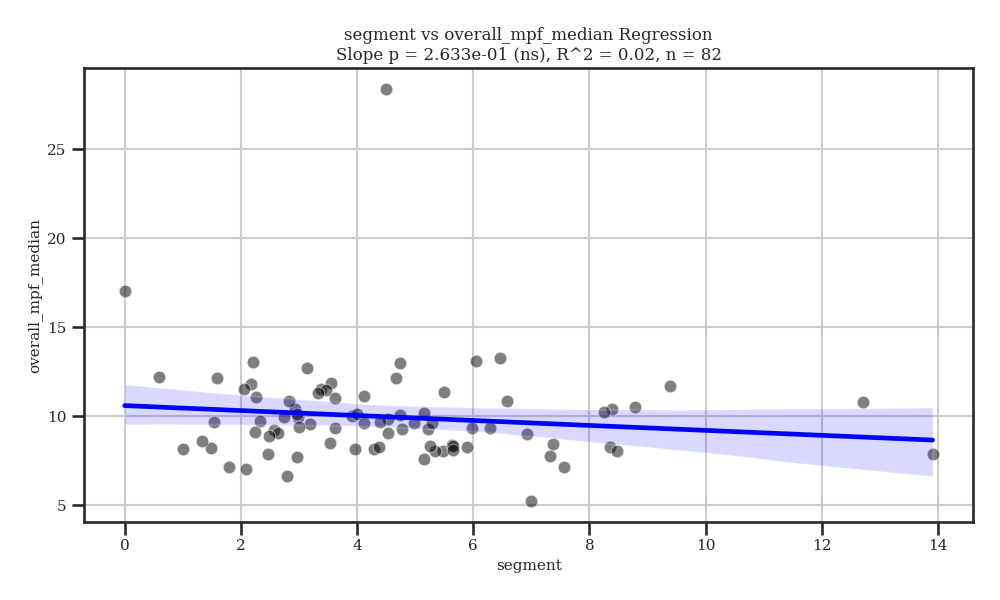 segment vs overall_mpf_median Regression
Slope p = 2.633e-01 (ns), R^2 = 0.02, n = 82
overall_mpf_median
25
20
15
10
5
0 2 4 6 8 10 12 14
segment